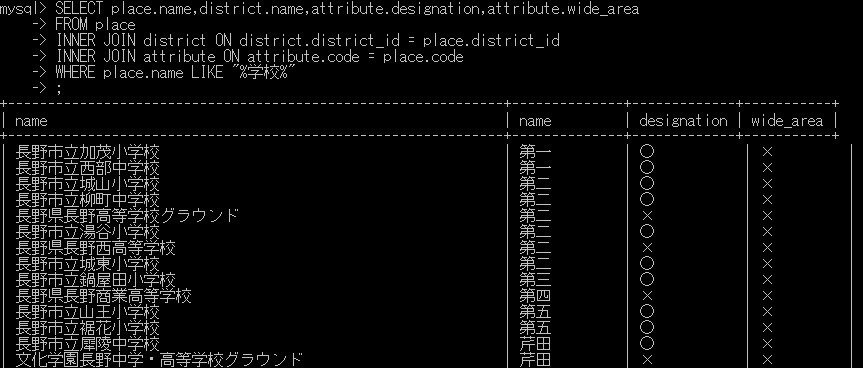 mysql> SELECT place.name,district.name,attribute.designation,attribute.wide_area
-> FROM place
-> INNER JOIN district ON district.district_id = place.district_id
-> INNER JOIN attribute ON attribute.code = place.code
-> WHERE place.name LIKE "%学校%"
-> ;
| name | name | designation | wide_area |
| 長野市立加茂小学校 | 第一 | ○ | × |
| 長野市立西部中学校 | 第一 | ○ | × |
| 長野市立城山小学校 | 第二 | ○ | × |
| 長野市立柳町中学校 | 第二 | ○ | × |
| 長野県長野高等学校グラウンド | 第二 | × | × |
| 長野市立湯谷小学校 | 第二 | ○ | × |
| 長野県長野西高等学校 | 第二 | × | × |
| 長野市立城東小学校 | 第二 | ○ | × |
| 長野市立鍋屋田小学校 | 第三 | ○ | × |
| 長野県長野商業高等学校 | 第四 | × | × |
| 長野市立山王小学校 | 第五 | ○ | × |
| 長野市立裾花小学校 | 第五 | ○ | × |
| 長野市立犀陵中学校 | 芹田 | ○ | × |
| 文化学園長野中学・高等学校グラウンド | 芹田 | × | × |